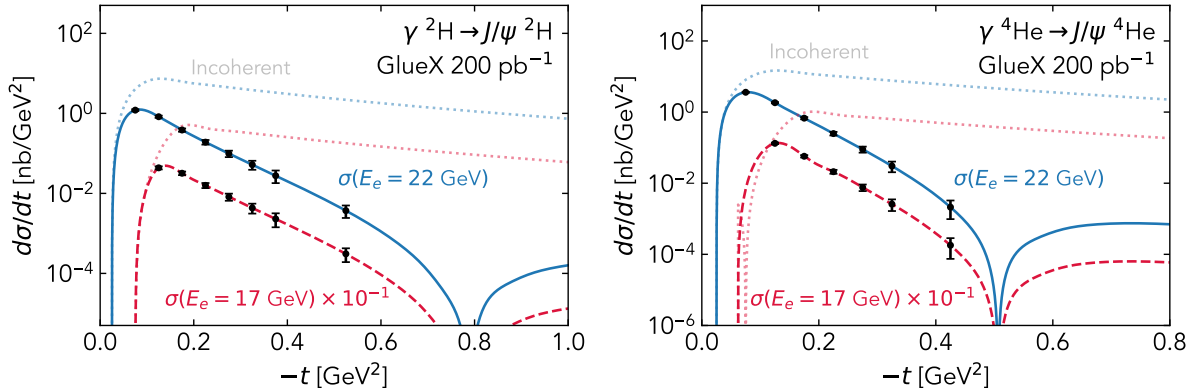 γ ²H → J/ψ ²H
GlueX 200 pb⁻¹
Incoherent
σ(Eₑ = 22 GeV)
σ(Eₑ = 17 GeV) × 10⁻¹
dσ/dt [nb/GeV²]
10² 10⁰ 10⁻² 10⁻⁴
0.0 0.2 0.4 0.6 0.8 1.0
−t [GeV²]
γ ⁴He → J/ψ ⁴He
GlueX 200 pb⁻¹
Incoherent
σ(Eₑ = 22 GeV)
σ(Eₑ = 17 GeV) × 10⁻¹
dσ/dt [nb/GeV²]
10² 10⁰ 10⁻² 10⁻⁴ 10⁻⁶
0.0 0.2 0.4 0.6 0.8
−t [GeV²]